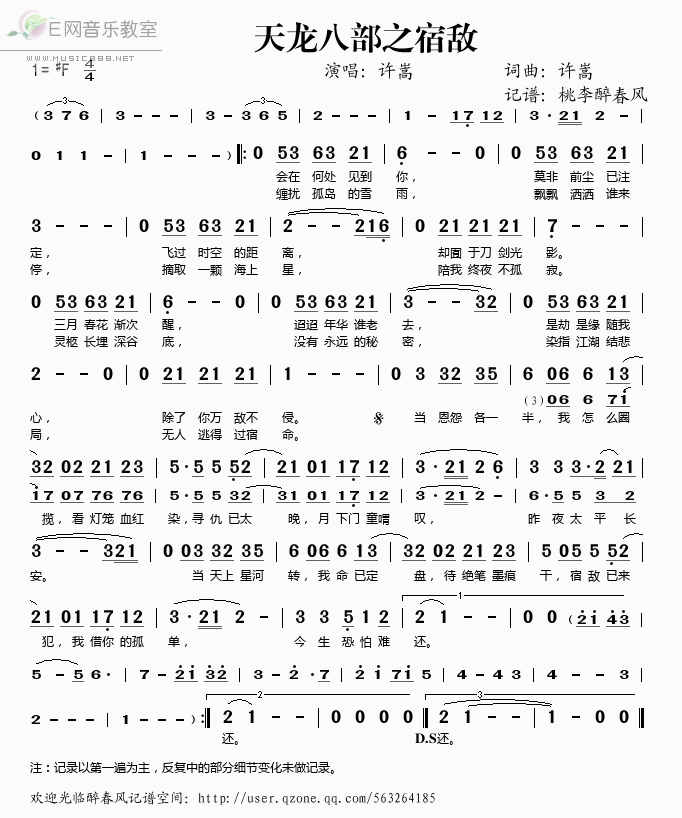 E网音乐教室
WWW.MUSIC888.NET
天龙八部之宿敌
1= #F 4/4 演唱：许嵩 词曲：许嵩
记谱：桃李醉春风
(3 7 6 | 3 - - - | 3 - - 3 6 5 | 2 - - - | 1 - - 17 12 | 3 · 21 2 - |
0 1 1 - | 1 - - - ) ‖: 0 53 63 21 | 6 - - 0 | 0 53 63 21 |
会在 何处 见到 你， 莫非 前尘 已注
缠扰 孤岛 的雪 雨， 飘飘 洒洒 谁来
3 - - - | 0 53 63 21 | 2 - - 216 | 0 21 21 21 | 7 - - - |
定， 飞过 时空 的距 离， 却囿 于刀 剑光 影。
停， 摘取 一颗 海上 星， 陪我 终夜 不孤 寂。
0 53 63 21 | 6 - - 0 | 0 53 63 21 | 3 - - 32 | 0 53 63 21 |
三月 春花 渐次 醒， 迢迢 年华 谁老 去， 是劫 是缘 随我
灵柩 长埋 深谷 底， 没有 永远 的秘 密， 染指 江湖 结悲
2 - - 0 | 0 21 21 21 | 1 - - - | 0 3 32 35 | 6 06 6 13 |
(3) 06 6 71
心， 除了 你万 敌不 侵。 𝄋 当 恩怨 各一 半，我 怎 么圈
局， 无人 逃得 过宿 命。
32 02 21 23 | 5·5 5 52 | 21 01 17 12 | 3·21 2 6 | 3 3 3·2 21 |
17 07 76 76 | 5·5 5 32 | 31 01 17 12 | 3·21 2 - | 6·5 5 3 2
揽，看 灯笼 血红 染，寻 仇 已太 晚，月 下门 童喟 叹， 昨 夜 太 平 长
3 - - 321 | 0 03 32 35 | 6 06 6 13 | 32 02 21 23 | 5 05 5 52 |
安。 当 天上 星河 转，我 命 已定 盘，待 绝笔 墨痕 干，宿 敌 已来
21 01 17 12 | 3·21 2 - | 3 3 5 12 | 2 1 - - | 0 0 0 (21 43 |
犯，我 借你 的孤 单， 今 生 恐 怕难 还。
5 - 5 6 · | 7 - 21 32 | 3 - 2 · 7 | 2 1 71 5 | 4 - 4 3 | 4 - - 3 |
2 - - - | 1 - - - ) :‖ 2 1 - - | 0 0 0 0 ‖ 2 1 - - | 1 - - - ‖
还。 D.S还。
注：记录以第一遍为主，反复中的部分细节变化未做记录。
欢迎光临醉春风记谱空间：http://user.qzone.qq.com/563264185